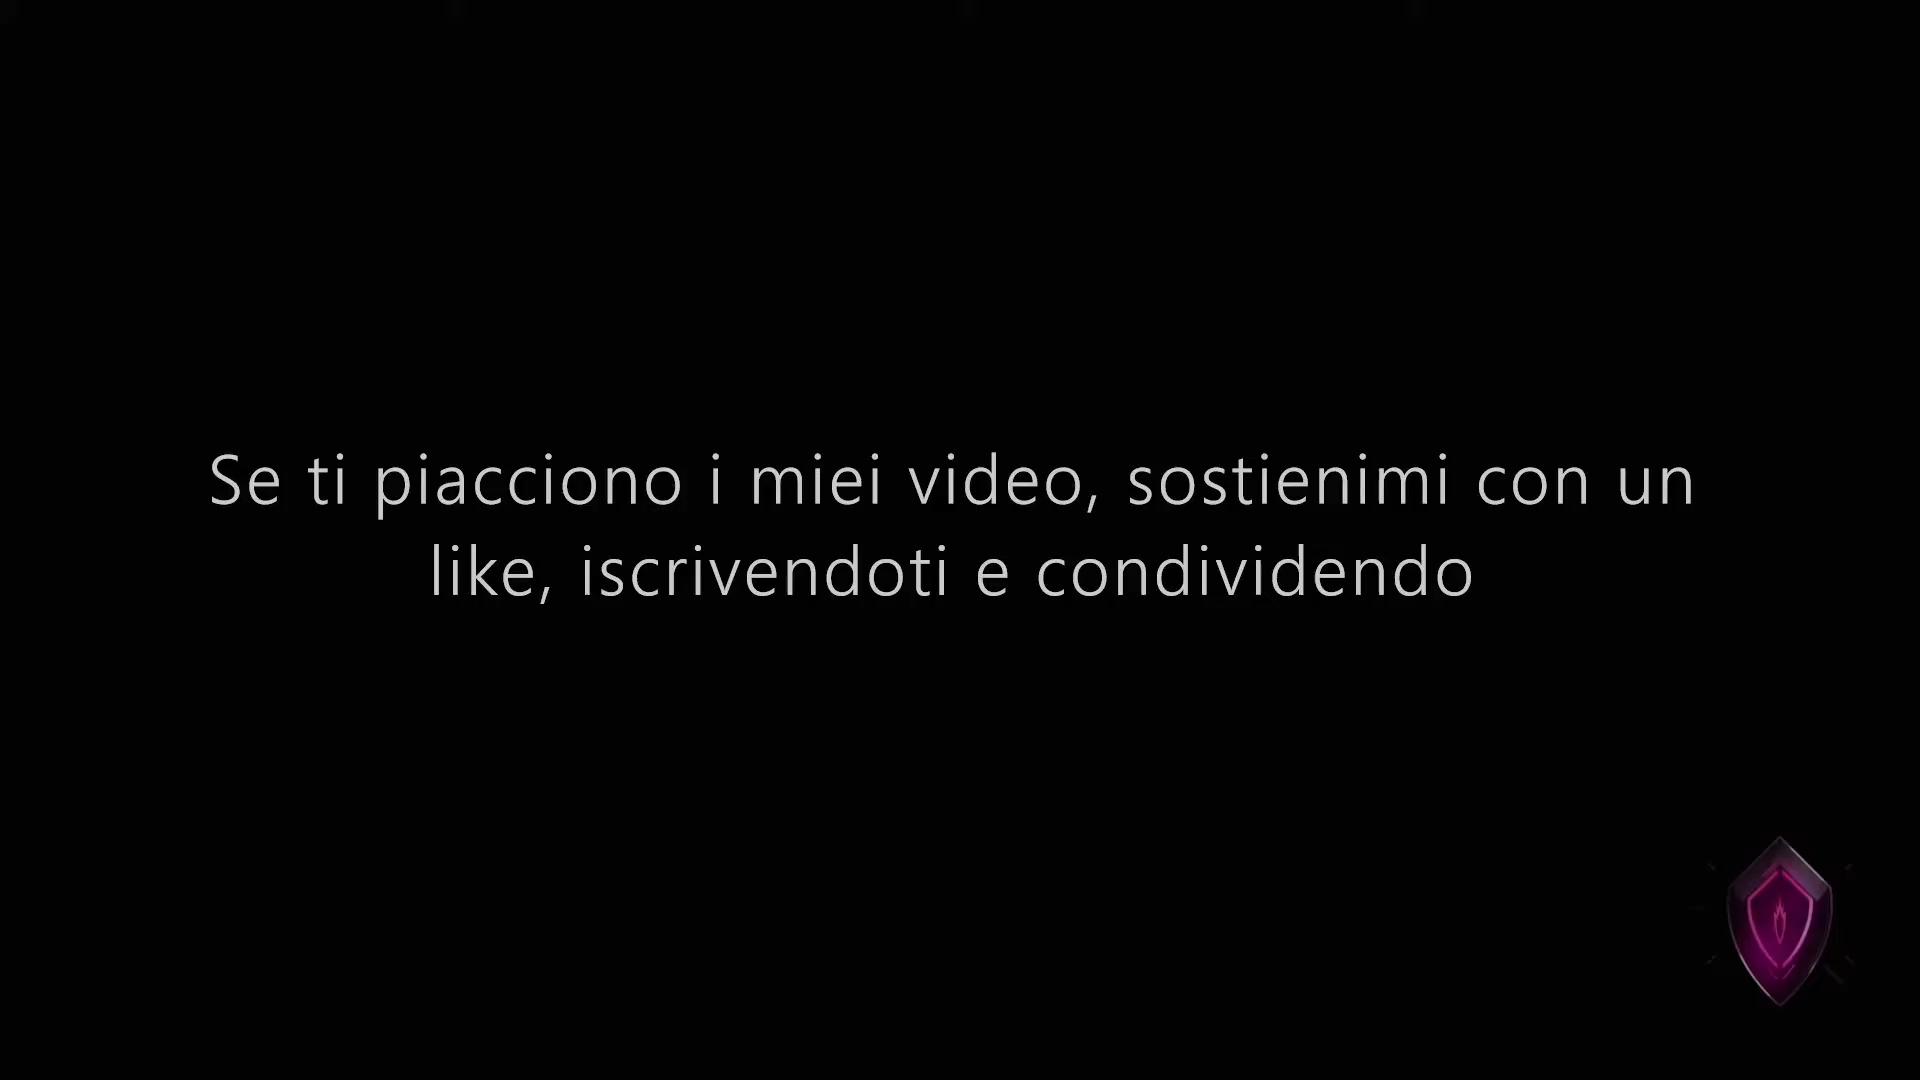 Se ti piacciono i miei video, sostienimi con un
like, iscrivendoti e condividendo